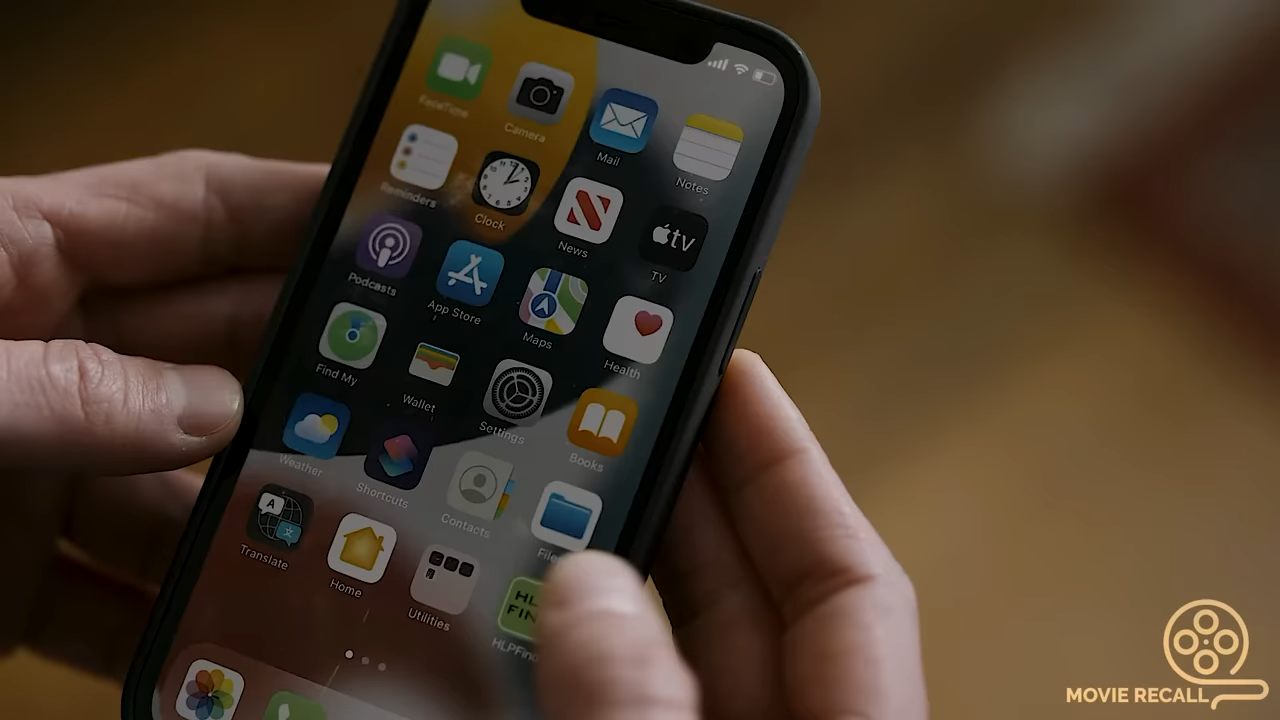 FaceTime
Camera
Mail
Notes
Reminders
Clock
News
tv
TV
Podcasts
App Store
Maps
Health
Find My
Wallet
Settings
Books
Weather
Shortcuts
Contacts
A
文
Translate
Home
Utilities
MOVIE RECALL